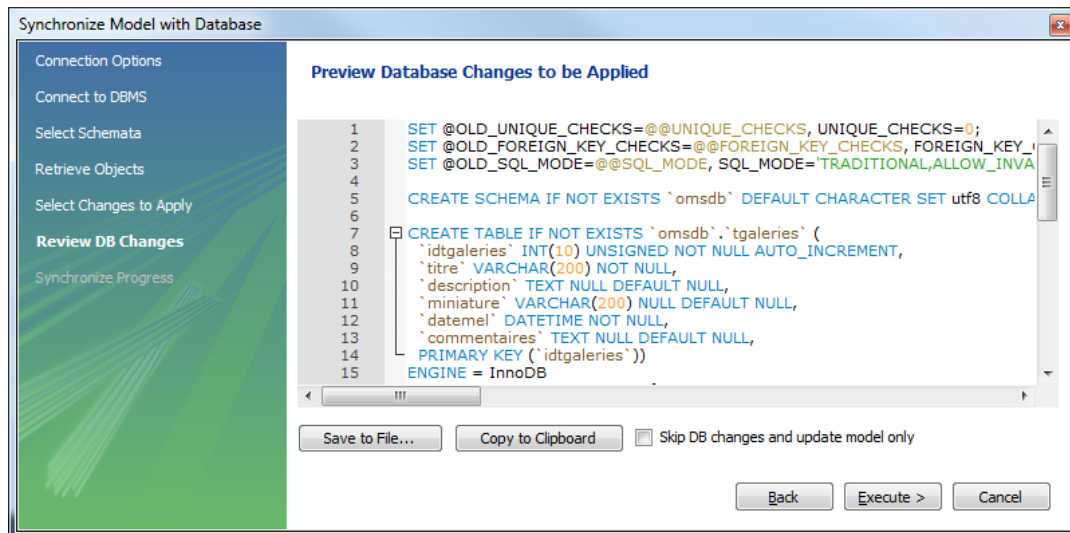 Synchronize Model with Database
Connection Options
Connect to DBMS
Select Schemata
Retrieve Objects
Select Changes to Apply
Review DB Changes
Synchronize Progress
Preview Database Changes to be Applied
1 SET @OLD_UNIQUE_CHECKS=@@UNIQUE_CHECKS, UNIQUE_CHECKS=0;
2 SET @OLD_FOREIGN_KEY_CHECKS=@@FOREIGN_KEY_CHECKS, FOREIGN_KEY_
3 SET @OLD_SQL_MODE=@@SQL_MODE, SQL_MODE='TRADITIONAL,ALLOW_INVA
4
5 CREATE SCHEMA IF NOT EXISTS `omsdb` DEFAULT CHARACTER SET utf8 COLLA
6
7 CREATE TABLE IF NOT EXISTS `omsdb`.`tgaleries` (
8 `idtgaleries` INT(10) UNSIGNED NOT NULL AUTO_INCREMENT,
9 `titre` VARCHAR(200) NOT NULL,
10 `description` TEXT NULL DEFAULT NULL,
11 `miniature` VARCHAR(200) NULL DEFAULT NULL,
12 `datemel` DATETIME NOT NULL,
13 `commentaires` TEXT NULL DEFAULT NULL,
14 PRIMARY KEY (`idtgaleries`))
15 ENGINE = InnoDB
Save to File...
Copy to Clipboard
Skip DB changes and update model only
Back
Execute >
Cancel